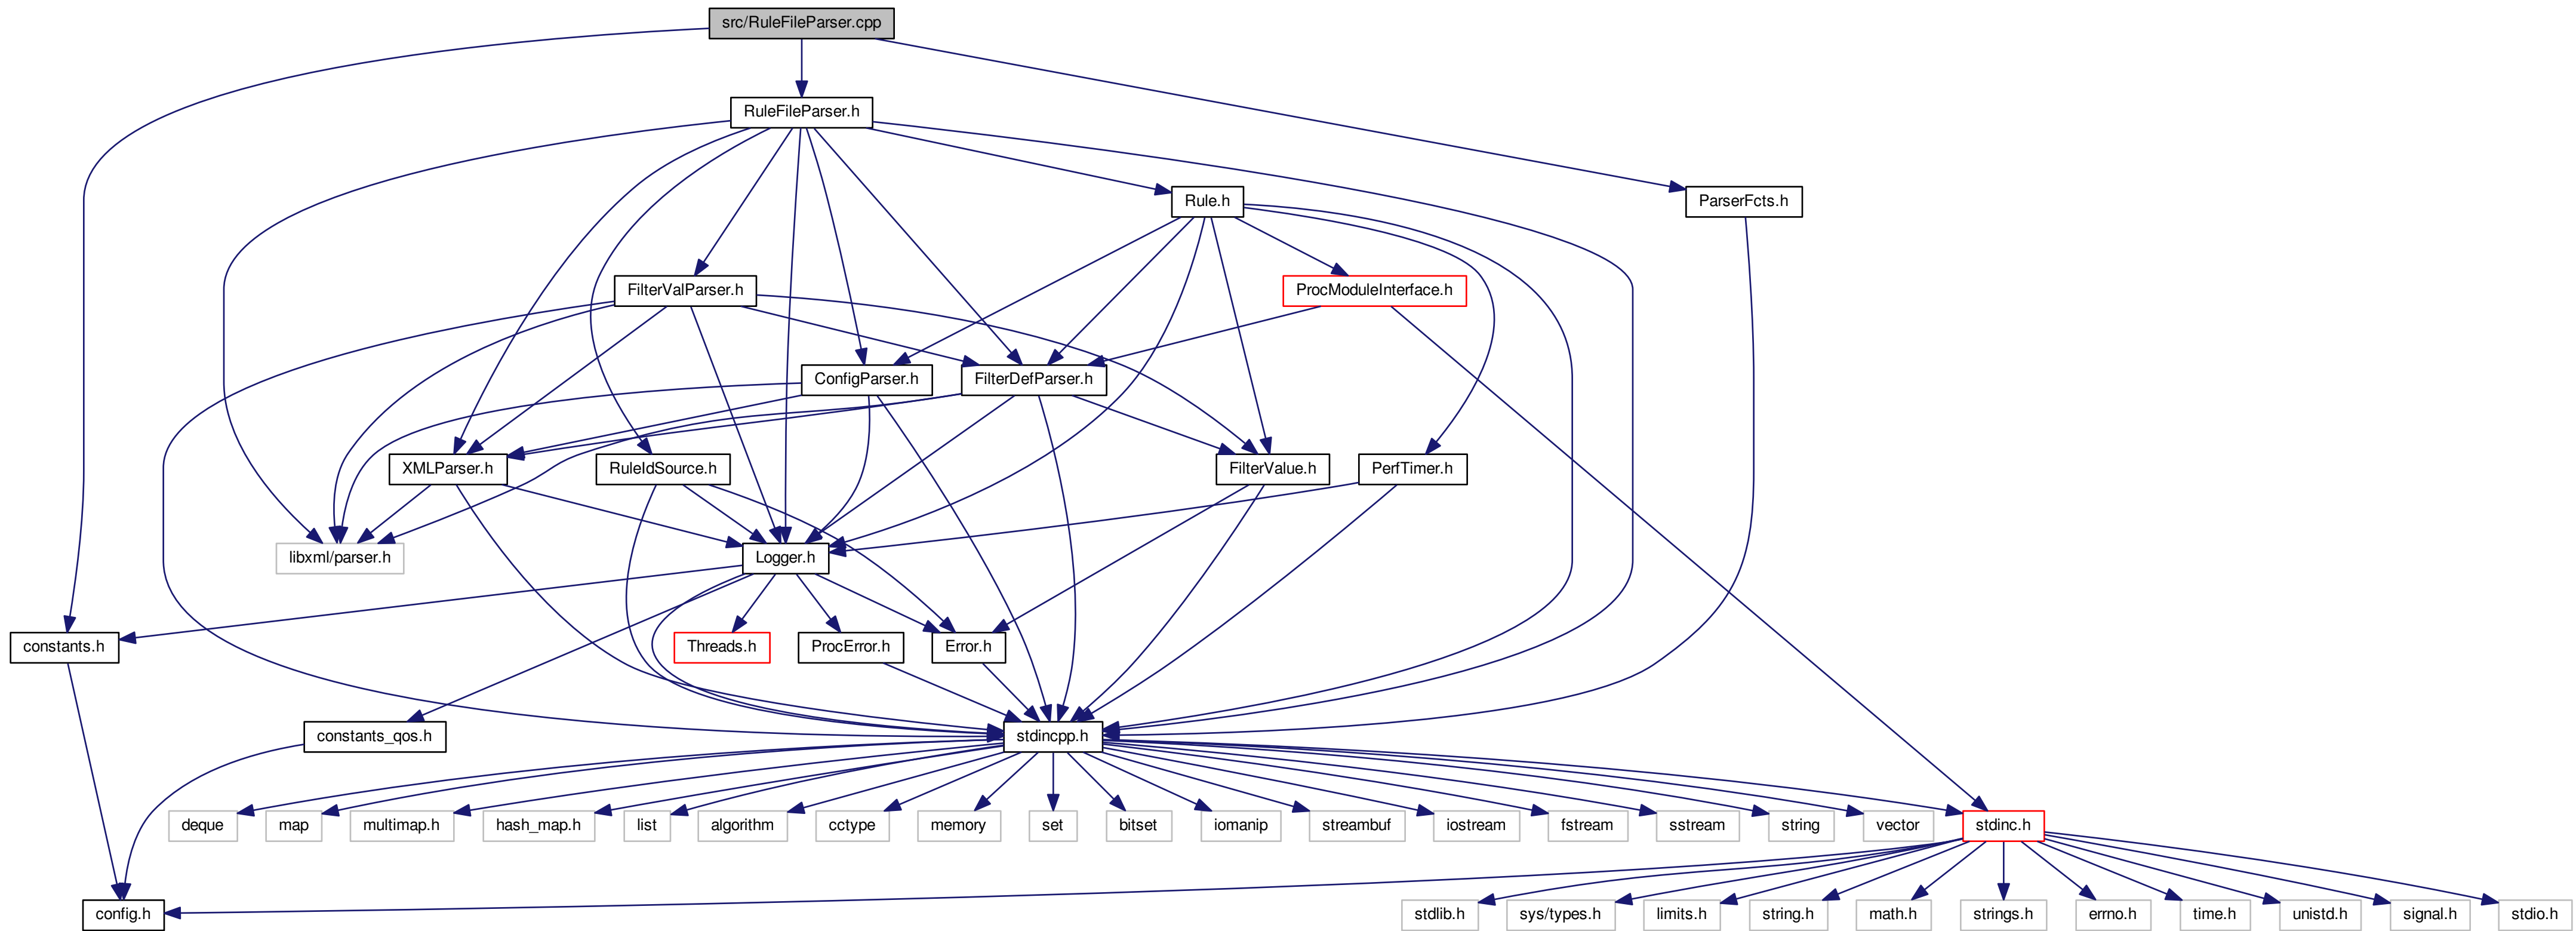 src/RuleFileParser.cpp
RuleFileParser.h
Rule.h
ParserFcts.h
FilterValParser.h
ProcModuleInterface.h
ConfigParser.h
FilterDefParser.h
XMLParser.h
RuleIdSource.h
FilterValue.h
PerfTimer.h
libxml/parser.h
Logger.h
constants.h
Threads.h
ProcError.h
Error.h
constants_qos.h
stdincpp.h
deque
map
multimap.h
hash_map.h
list
algorithm
cctype
memory
set
bitset
iomanip
streambuf
iostream
fstream
sstream
string
vector
stdinc.h
config.h
stdlib.h
sys/types.h
limits.h
string.h
math.h
strings.h
errno.h
time.h
unistd.h
signal.h
stdio.h